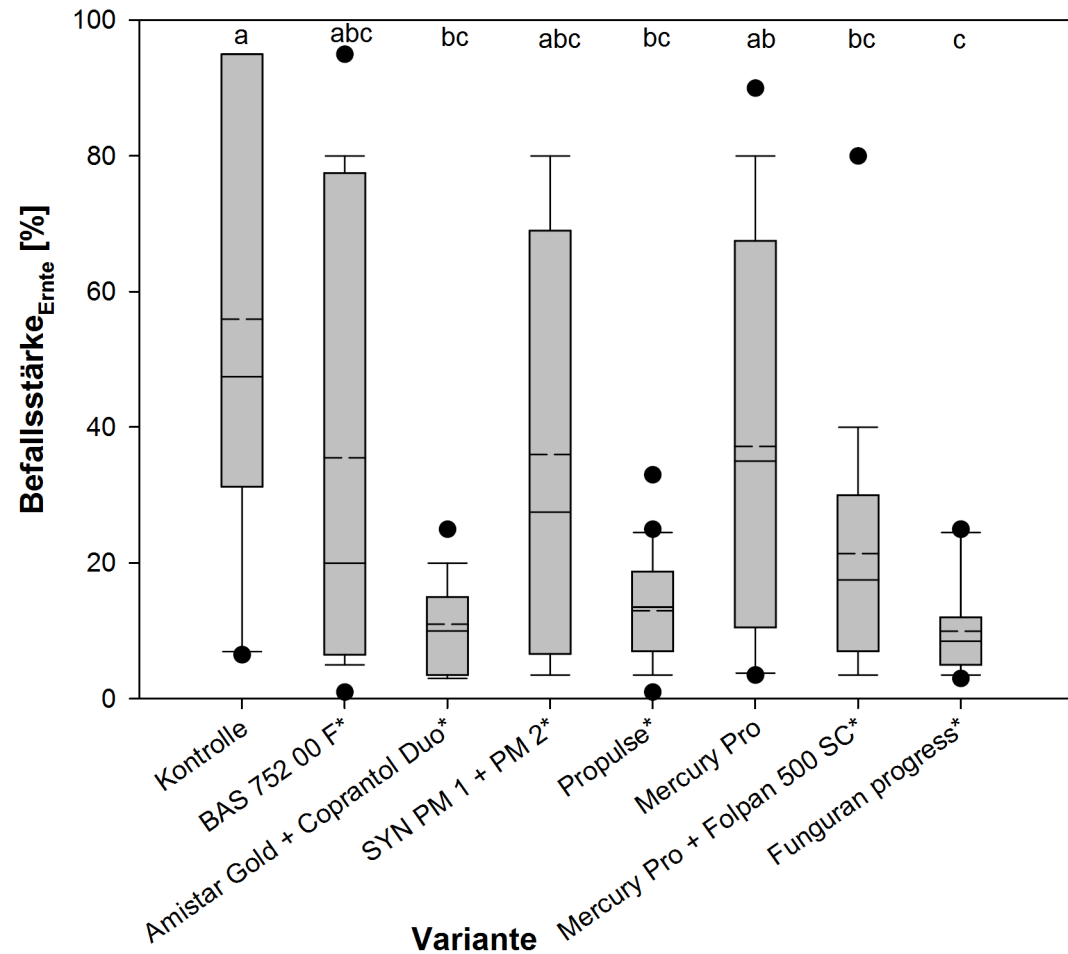 100
80
60
40
20
0
Befallsstärke Ernte [%]
a
abc
bc
abc
bc
ab
bc
c
Kontrolle
BAS 752 00 F*
Amistar Gold + Coprantol Duo*
SYN PM 1 + PM 2*
Propulse*
Mercury Pro
Mercury Pro + Folpan 500 SC*
Funguran progress*
Variante